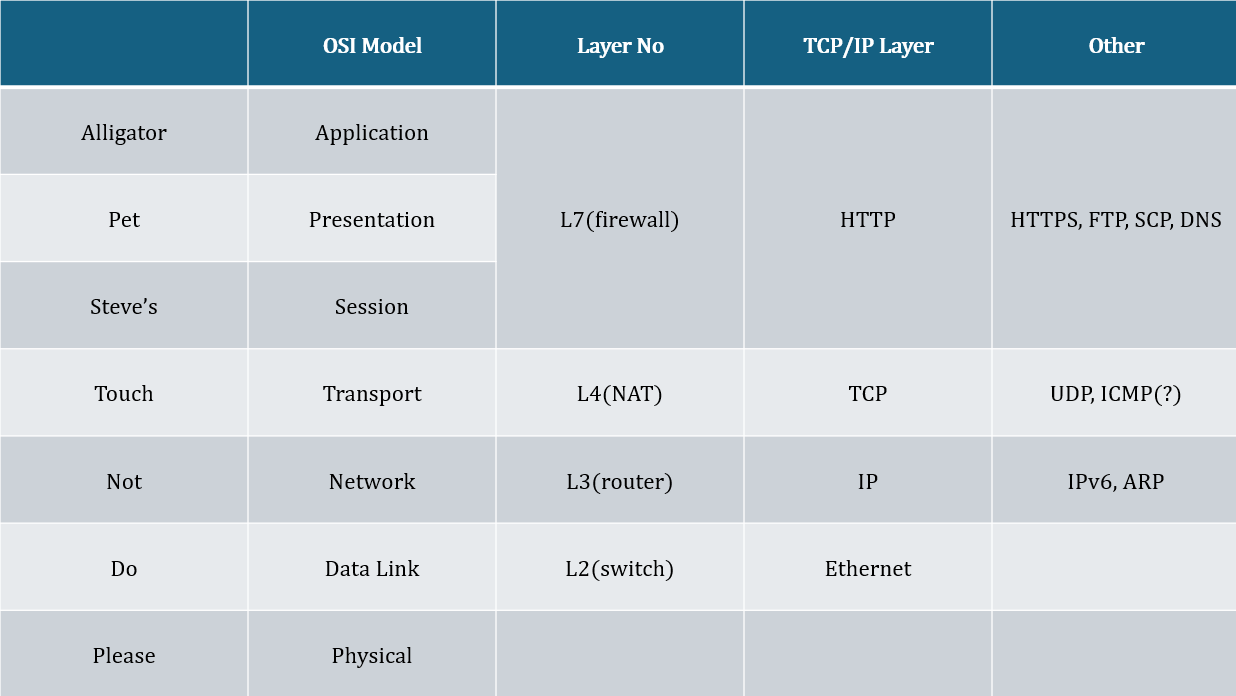 OSI Model Layer No TCP/IP Layer Other
Alligator Application
Pet Presentation L7(firewall) HTTP HTTPS, FTP, SCP, DNS
Steve’s Session
Touch Transport L4(NAT) TCP UDP, ICMP(?)
Not Network L3(router) IP IPv6, ARP
Do Data Link L2(switch) Ethernet
Please Physical